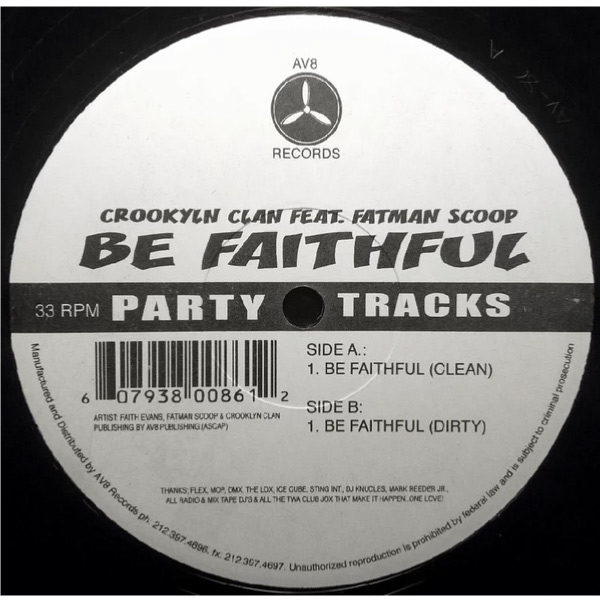 AV8
RECORDS
CROOKYLN CLAN FEAT. FATMAN SCOOP
BE FAITHFUL
33 RPM PARTY TRACKS
SIDE A.:
1. BE FAITHFUL (CLEAN)
SIDE B:
1. BE FAITHFUL (DIRTY)
6 07938 00861 2
ARTIST: FAITH EVANS, FATMAN SCOOP & CROOKLYN CLAN
PUBLISHING BY AV8 PUBLISHING (ASCAP)
THANKS; FLEX, MOP, DMX, THE LOX, ICE CUBE, STING INT., DJ KNUCLES, MARK REEDER JR.,
ALL RADIO & MIX TAPE DJ'S & ALL THE TWA CLUB JOX THAT MAKE IT HAPPEN. ONE LOVE!
Manufactured and Distributed by AV8 Records ph: 212.397.4696, fx: 212.397.4697. Unauthorized reproduction is prohibited by federal law and is subject to criminal prosecution